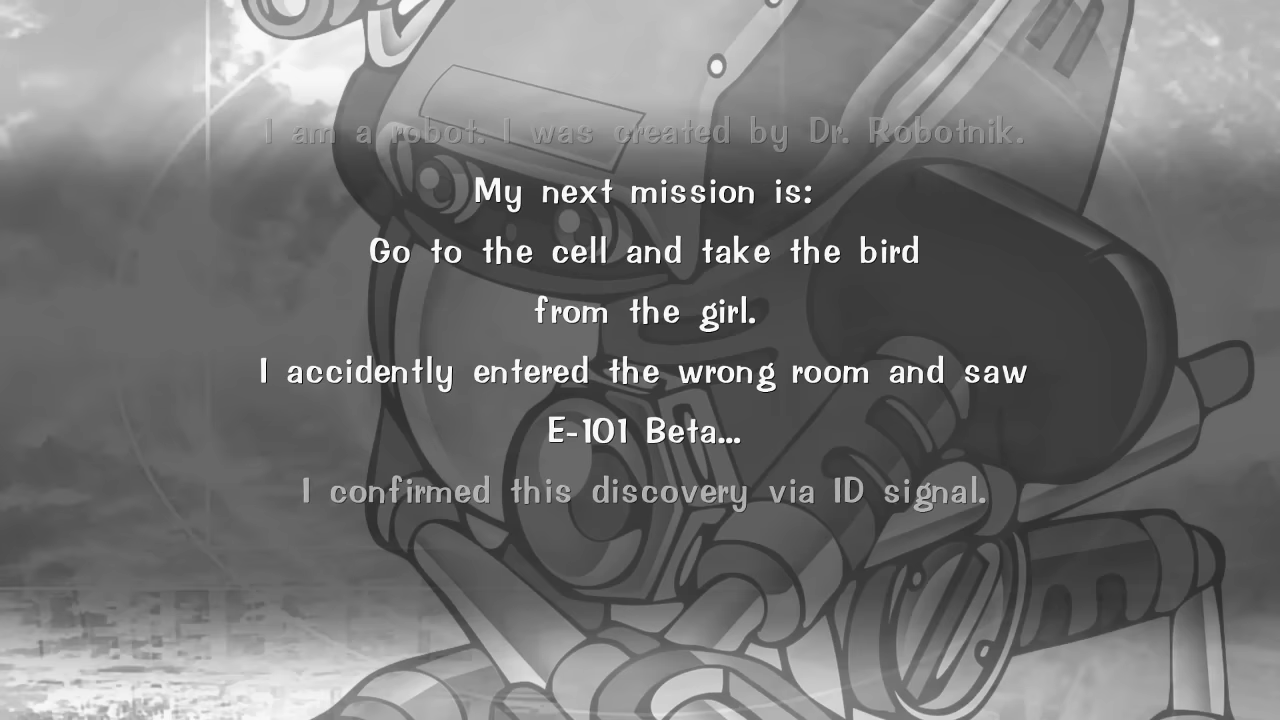 I am a robot. I was created by Dr. Robotnik.
My next mission is:
Go to the cell and take the bird
from the girl.
I accidently entered the wrong room and saw
E-101 Beta...
I confirmed this discovery via ID signal.